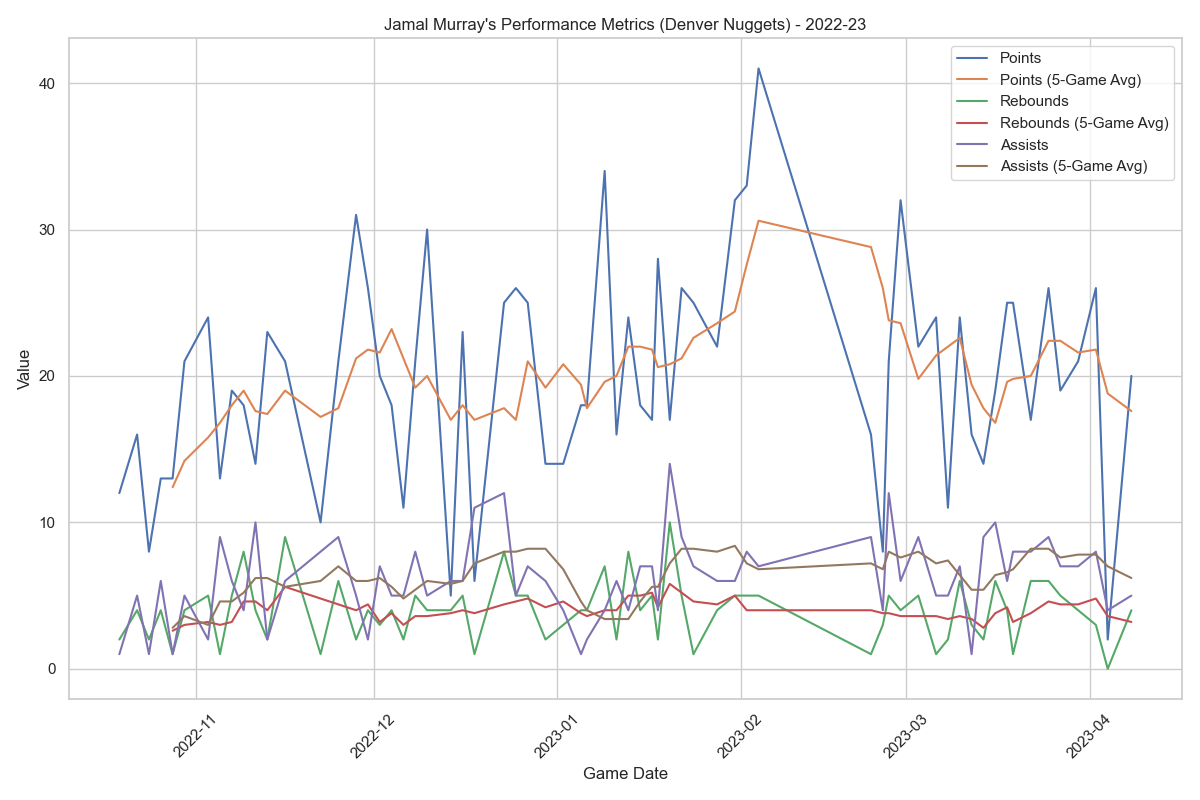 Jamal Murray's Performance Metrics (Denver Nuggets) - 2022-23
Points
Points (5-Game Avg)
Rebounds
Rebounds (5-Game Avg)
Assists
Assists (5-Game Avg)
Value
40
30
20
10
0
2022-11
2022-12
2023-01
2023-02
2023-03
2023-04
Game Date